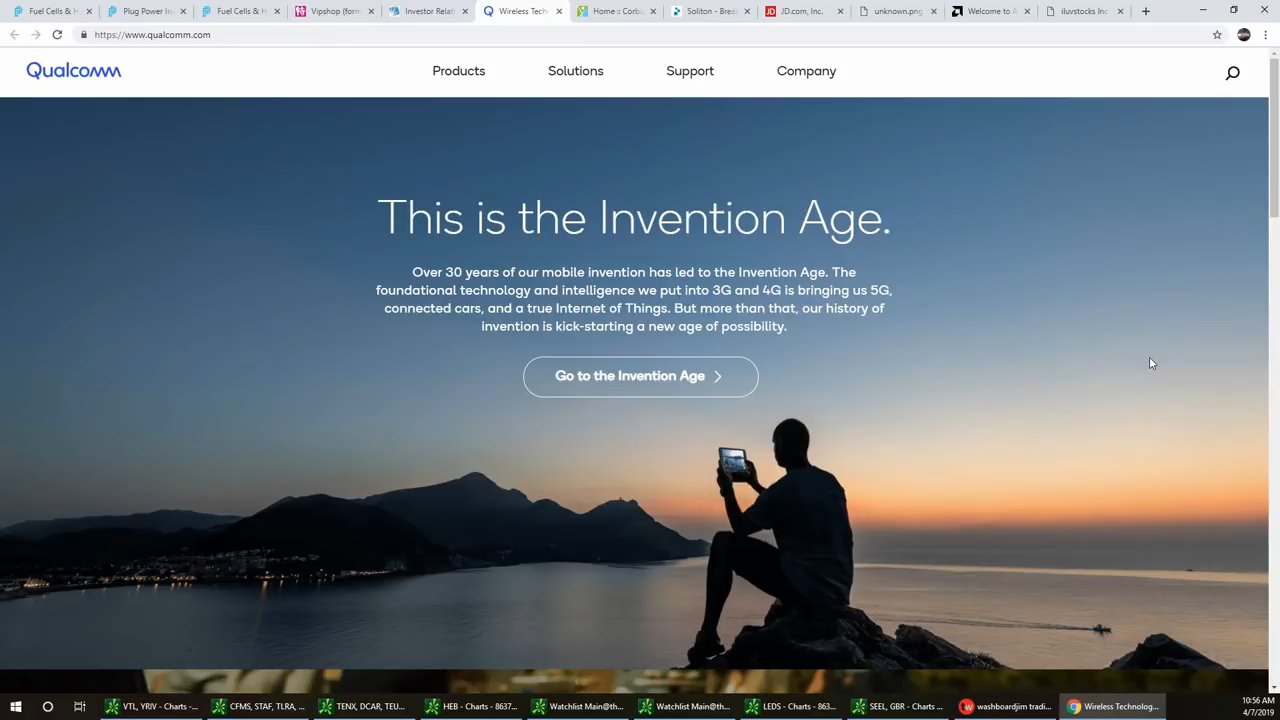 Fuel Cells & H
Plug Power In
Fuel Cells & H
Vipshop (form
Investor Relat
Wireless Tech
Home :: Corbu
Soliton - Brea
JD.com, Inc.
unknown.png
Welcome to A
iluvstocks Inc
https://www.qualcomm.com
Qualcomm
Products
Solutions
Support
Company
This is the Invention Age.
Over 30 years of our mobile invention has led to the Invention Age. The
foundational technology and intelligence we put into 3G and 4G is bringing us 5G,
connected cars, and a true Internet of Things. But more than that, our history of
invention is kick-starting a new age of possibility.
Go to the Invention Age
VTL, YRIV - Charts -...
CFMS, STAF, TLRA, ...
TENX, DCAR, TEU...
HEB - Charts - 8637...
Watchlist Main@th...
Watchlist Main@th...
LEDS - Charts - 863...
SEEL, GBR - Charts ...
washboardjim tradi...
Wireless Technolog...
10:56 AM
4/7/2019